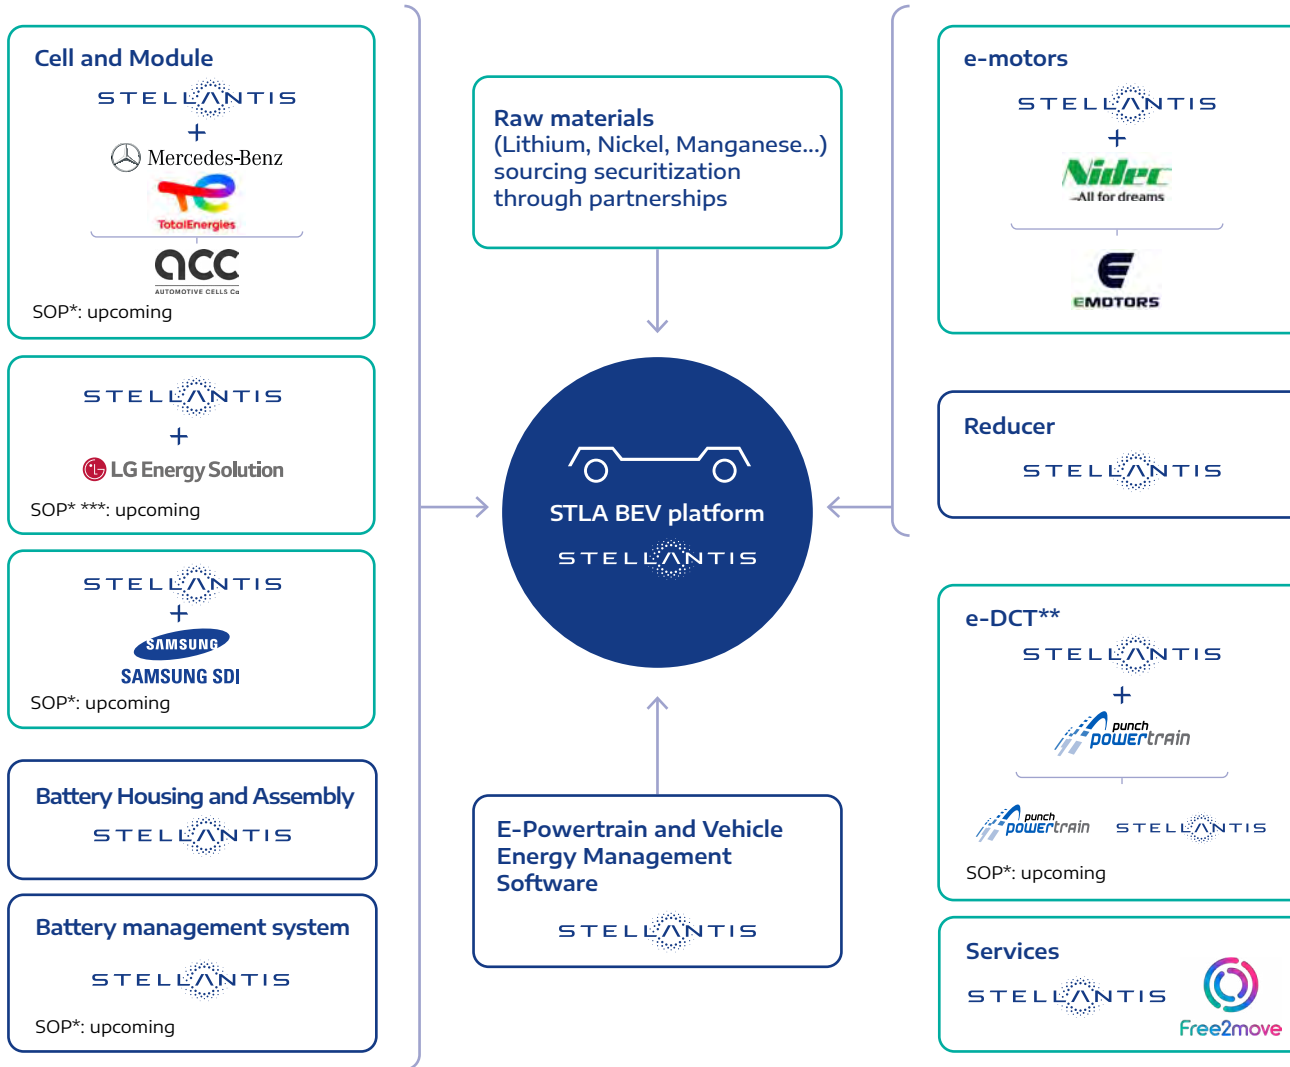 Cell and Module
STELLANTIS
+
Mercedes-Benz
TotalEnergies
acc
AUTOMOTIVE CELLS Co
SOP*: upcoming
STELLANTIS
+
LG Energy Solution
SOP* ***: upcoming
STELLANTIS
+
SAMSUNG
SAMSUNG SDI
SOP*: upcoming
Battery Housing and Assembly
STELLANTIS
Battery management system
STELLANTIS
SOP*: upcoming
Raw materials
(Lithium, Nickel, Manganese...)
sourcing securitization
through partnerships
STLA BEV platform
STELLANTIS
E-Powertrain and Vehicle
Energy Management
Software
STELLANTIS
e-motors
STELLANTIS
+
Nidec
All for dreams
EMOTORS
Reducer
STELLANTIS
e-DCT**
STELLANTIS
+
punch
powertrain
punch
powertrain
STELLANTIS
SOP*: upcoming
Services
STELLANTIS
Free2move